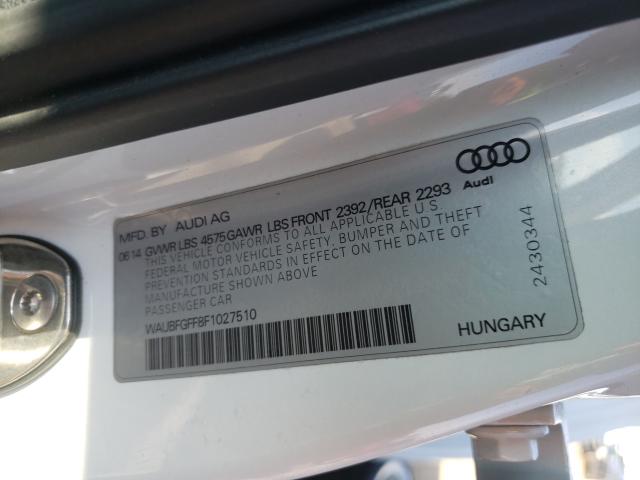 MFD. BY AUDI AG
0614 GVWR LBS 4575 GAWR LBS FRONT 2392/REAR 2293
THIS VEHICLE CONFORMS TO ALL APPLICABLE U.S.
FEDERAL MOTOR VEHICLE SAFETY, BUMPER AND THEFT
PREVENTION STANDARDS IN EFFECT ON THE DATE OF
MANUFACTURE SHOWN ABOVE
PASSENGER CAR
WAUBFGFF8F1027510
Audi
2430344
HUNGARY